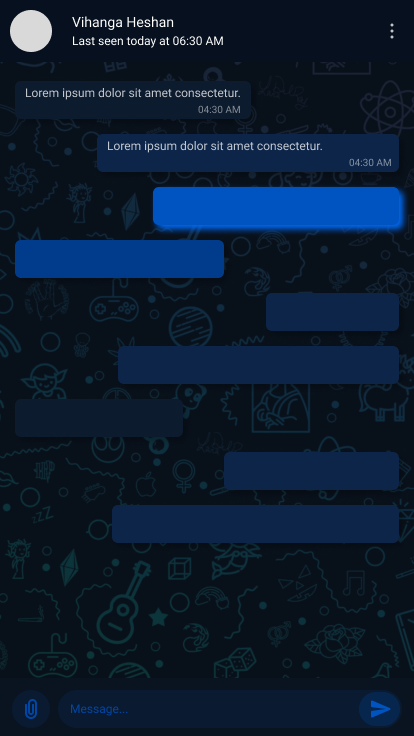 Vihanga Heshan
Last seen today at 06:30 AM
Lorem ipsum dolor sit amet consectetur.
04:30 AM
Lorem ipsum dolor sit amet consectetur.
04:30 AM
Message...